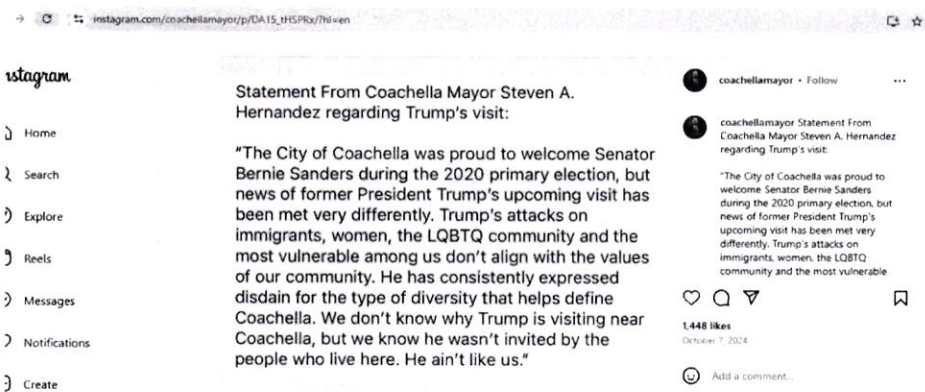 instagram.com/coachellamayor/p/DA15_tHSPRx/?hl=en
Instagram
Home
Search
Explore
Reels
Messages
Notifications
Create
Statement From Coachella Mayor Steven A.
Hernandez regarding Trump's visit:
"The City of Coachella was proud to welcome Senator
Bernie Sanders during the 2020 primary election, but
news of former President Trump's upcoming visit has
been met very differently. Trump's attacks on
immigrants, women, the LQBTQ community and the
most vulnerable among us don't align with the values
of our community. He has consistently expressed
disdain for the type of diversity that helps define
Coachella. We don't know why Trump is visiting near
Coachella, but we know he wasn't invited by the
people who live here. He ain't like us."
coachellamayor • Follow
coachellamayor Statement From
Coachella Mayor Steven A. Hernandez
regarding Trump's visit:
"The City of Coachella was proud to
welcome Senator Bernie Sanders
during the 2020 primary election, but
news of former President Trump's
upcoming visit has been met very
differently. Trump's attacks on
immigrants, women, the LQBTQ
community and the most vulnerable
1,448 likes
October 7, 2024
Add a comment...